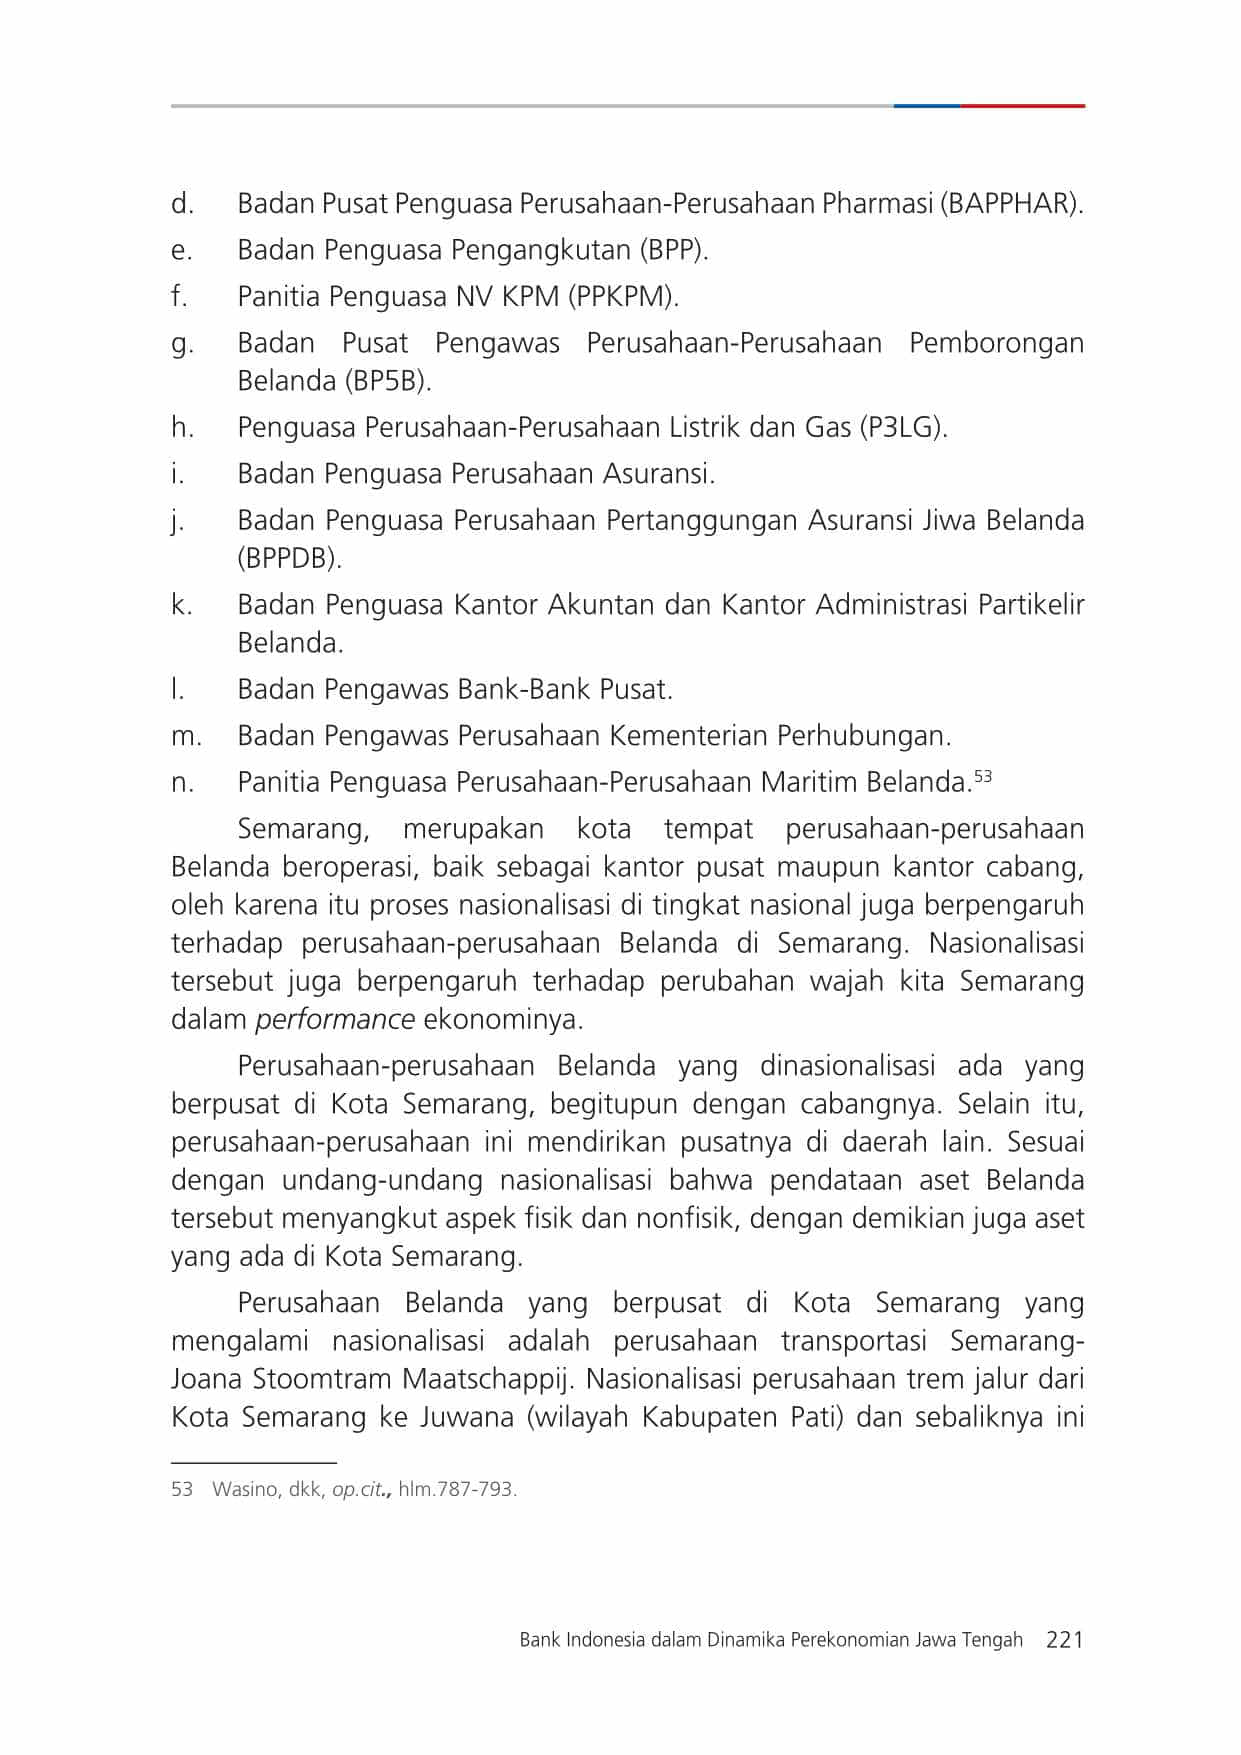 d. Badan Pusat Penguasa Perusahaan-Perusahaan Pharmasi (BAPPHAR).
e. Badan Penguasa Pengangkutan (BPP).
f. Panitia Penguasa NV KPM (PPKPM).
g. Badan Pusat Pengawas Perusahaan-Perusahaan Pemborongan
Belanda (BP5B).
h. Penguasa Perusahaan-Perusahaan Listrik dan Gas (P3LG).
i. Badan Penguasa Perusahaan Asuransi.
j. Badan Penguasa Perusahaan Pertanggungan Asuransi Jiwa Belanda
(BPPDB).
k. Badan Penguasa Kantor Akuntan dan Kantor Administrasi Partikelir
Belanda.
l. Badan Pengawas Bank-Bank Pusat.
m. Badan Pengawas Perusahaan Kementerian Perhubungan.
n. Panitia Penguasa Perusahaan-Perusahaan Maritim Belanda.53
Semarang, merupakan kota tempat perusahaan-perusahaan
Belanda beroperasi, baik sebagai kantor pusat maupun kantor cabang,
oleh karena itu proses nasionalisasi di tingkat nasional juga berpengaruh
terhadap perusahaan-perusahaan Belanda di Semarang. Nasionalisasi
tersebut juga berpengaruh terhadap perubahan wajah kita Semarang
dalam performance ekonominya.
Perusahaan-perusahaan Belanda yang dinasionalisasi ada yang
berpusat di Kota Semarang, begitupun dengan cabangnya. Selain itu,
perusahaan-perusahaan ini mendirikan pusatnya di daerah lain. Sesuai
dengan undang-undang nasionalisasi bahwa pendataan aset Belanda
tersebut menyangkut aspek fisik dan nonfisik, dengan demikian juga aset
yang ada di Kota Semarang.
Perusahaan Belanda yang berpusat di Kota Semarang yang
mengalami nasionalisasi adalah perusahaan transportasi Semarang-
Joana Stoomtram Maatschappij. Nasionalisasi perusahaan trem jalur dari
Kota Semarang ke Juwana (wilayah Kabupaten Pati) dan sebaliknya ini
53 Wasino, dkk, op.cit., hlm.787-793.
Bank Indonesia dalam Dinamika Perekonomian Jawa Tengah 221